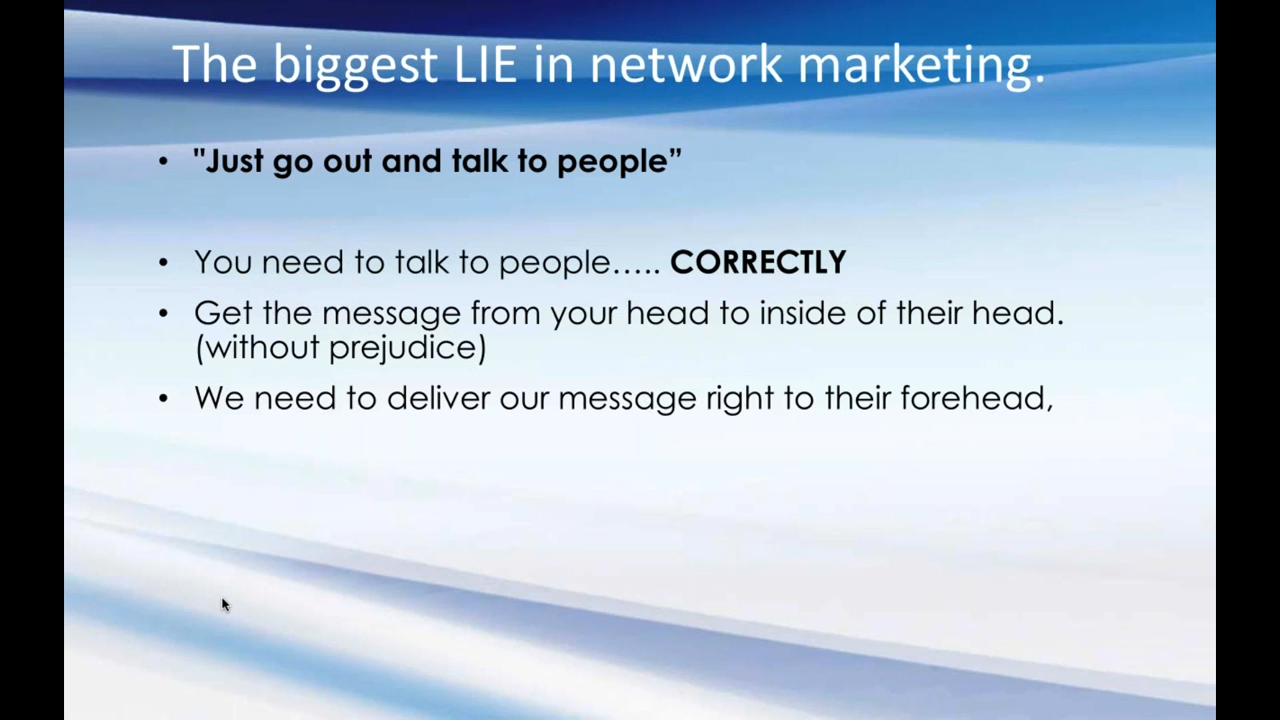 The biggest LIE in network marketing.
• "Just go out and talk to people”
• You need to talk to people….. CORRECTLY
• Get the message from your head to inside of their head.
(without prejudice)
• We need to deliver our message right to their forehead,